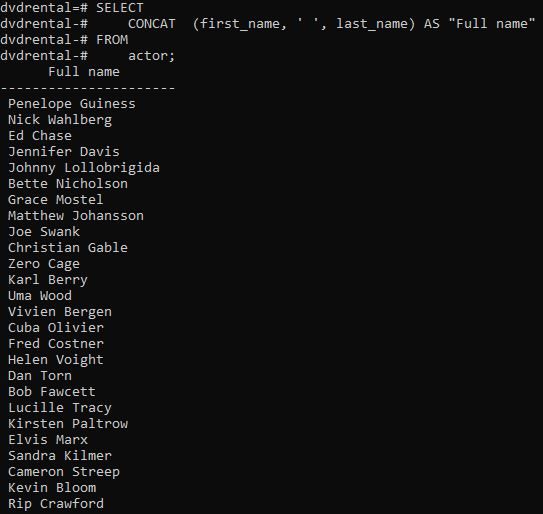 dvdrental=# SELECT
dvdrental-#     CONCAT  (first_name, ' ', last_name) AS "Full name"
dvdrental-# FROM
dvdrental-#     actor;
      Full name
----------------------
 Penelope Guiness
 Nick Wahlberg
 Ed Chase
 Jennifer Davis
 Johnny Lollobrigida
 Bette Nicholson
 Grace Mostel
 Matthew Johansson
 Joe Swank
 Christian Gable
 Zero Cage
 Karl Berry
 Uma Wood
 Vivien Bergen
 Cuba Olivier
 Fred Costner
 Helen Voight
 Dan Torn
 Bob Fawcett
 Lucille Tracy
 Kirsten Paltrow
 Elvis Marx
 Sandra Kilmer
 Cameron Streep
 Kevin Bloom
 Rip Crawford